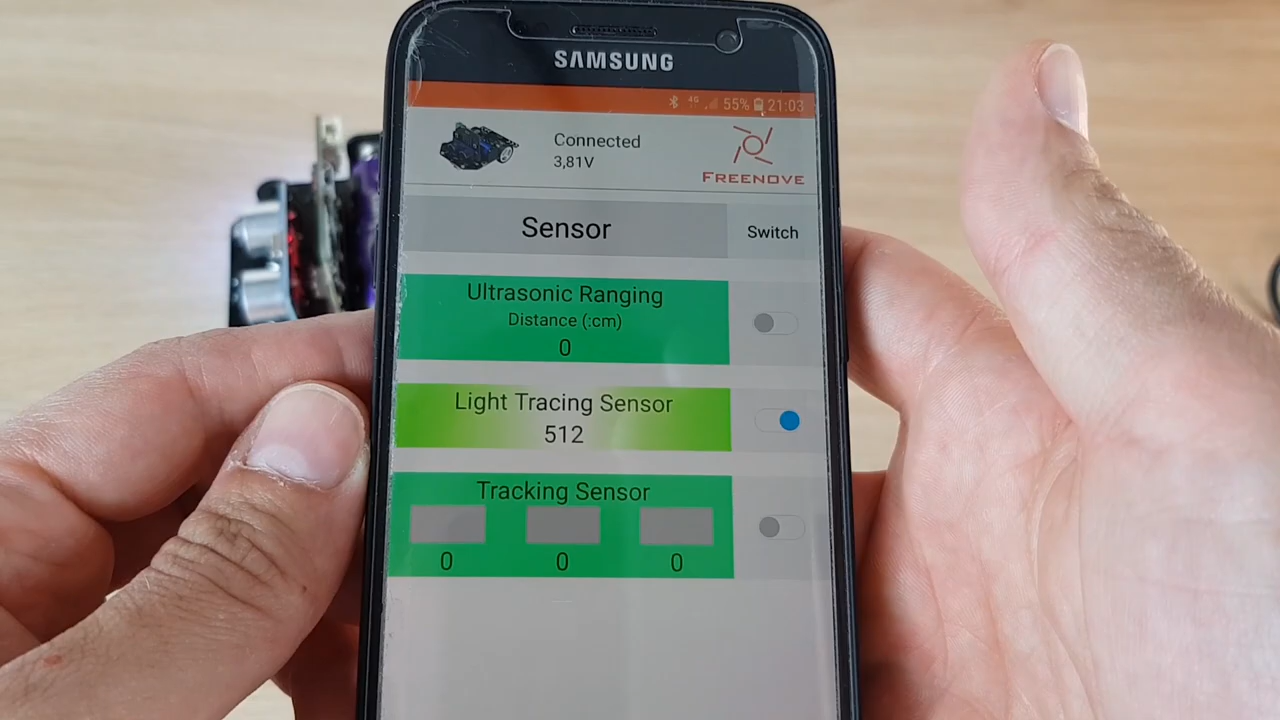 SAMSUNG
4G 55% 21:03
Connected
3,81V
FREENOVE
Sensor
Switch
Ultrasonic Ranging
Distance (:cm)
0
Light Tracing Sensor
512
Tracking Sensor
0 0 0